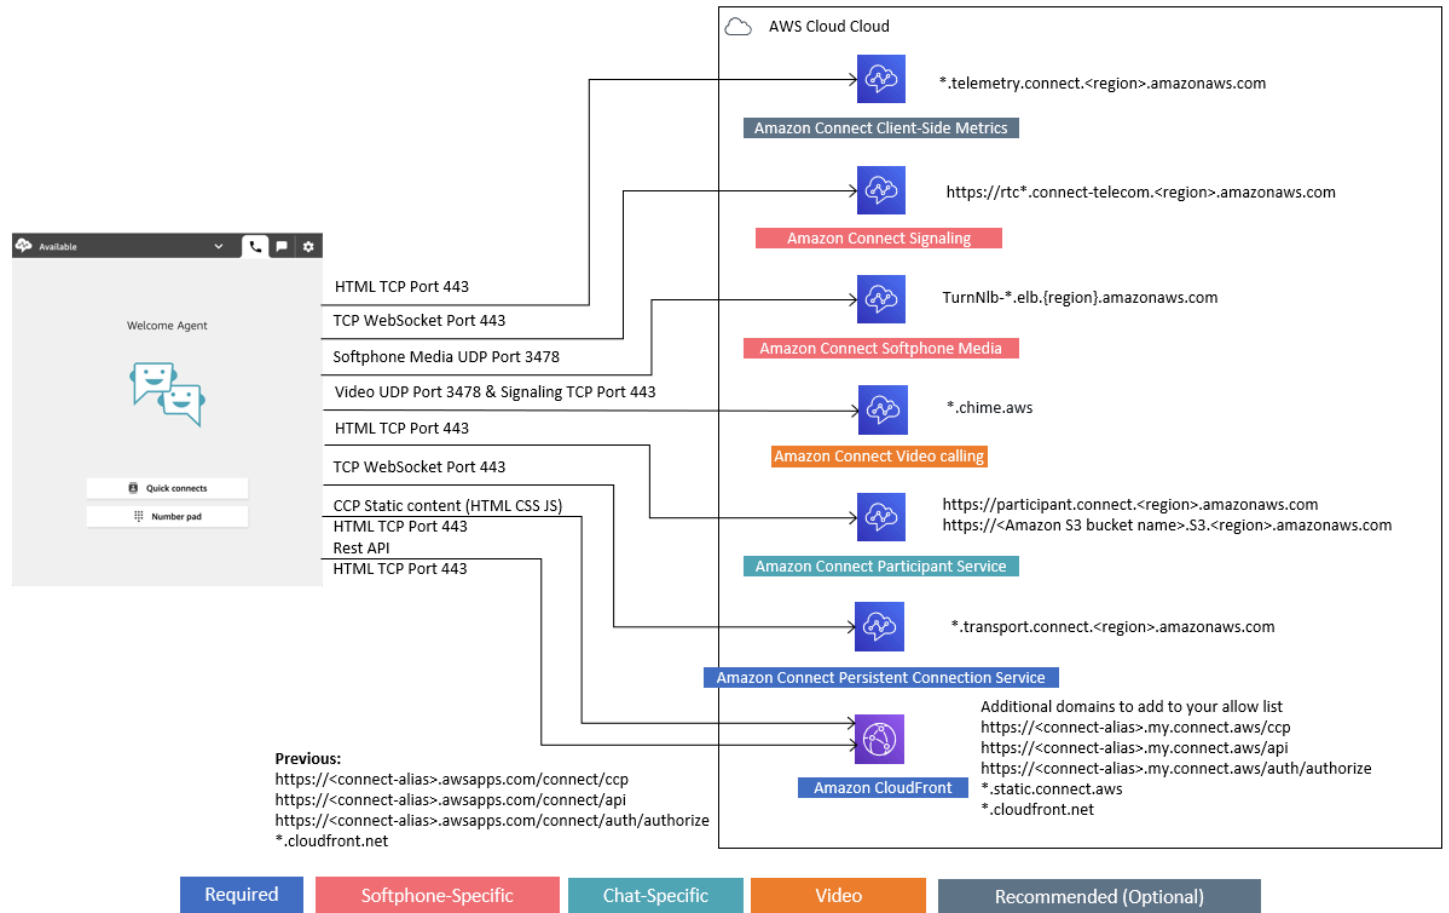 AWS Cloud Cloud
*.telemetry.connect.<region>.amazonaws.com
Amazon Connect Client-Side Metrics
https://rtc*.connect-telecom.<region>.amazonaws.com
Amazon Connect Signaling
Available
HTML TCP Port 443
TCP WebSocket Port 443
Softphone Media UDP Port 3478
Video UDP Port 3478 & Signaling TCP Port 443
HTML TCP Port 443
TCP WebSocket Port 443
CCP Static content (HTML CSS JS)
HTML TCP Port 443
Rest API
HTML TCP Port 443
Welcome Agent
Quick connects
Number pad
TurnNlb-*.elb.{region}.amazonaws.com
Amazon Connect Softphone Media
*.chime.aws
Amazon Connect Video calling
https://participant.connect.<region>.amazonaws.com
https://<Amazon S3 bucket name>.S3.<region>.amazonaws.com
Amazon Connect Participant Service
*.transport.connect.<region>.amazonaws.com
Amazon Connect Persistent Connection Service
Additional domains to add to your allow list
https://<connect-alias>.my.connect.aws/ccp
https://<connect-alias>.my.connect.aws/api
https://<connect-alias>.my.connect.aws/auth/authorize
*.static.connect.aws
*.cloudfront.net
Amazon CloudFront
Previous:
https://<connect-alias>.awsapps.com/connect/ccp
https://<connect-alias>.awsapps.com/connect/api
https://<connect-alias>.awsapps.com/connect/auth/authorize
*.cloudfront.net
Required
Softphone-Specific
Chat-Specific
Video
Recommended (Optional)